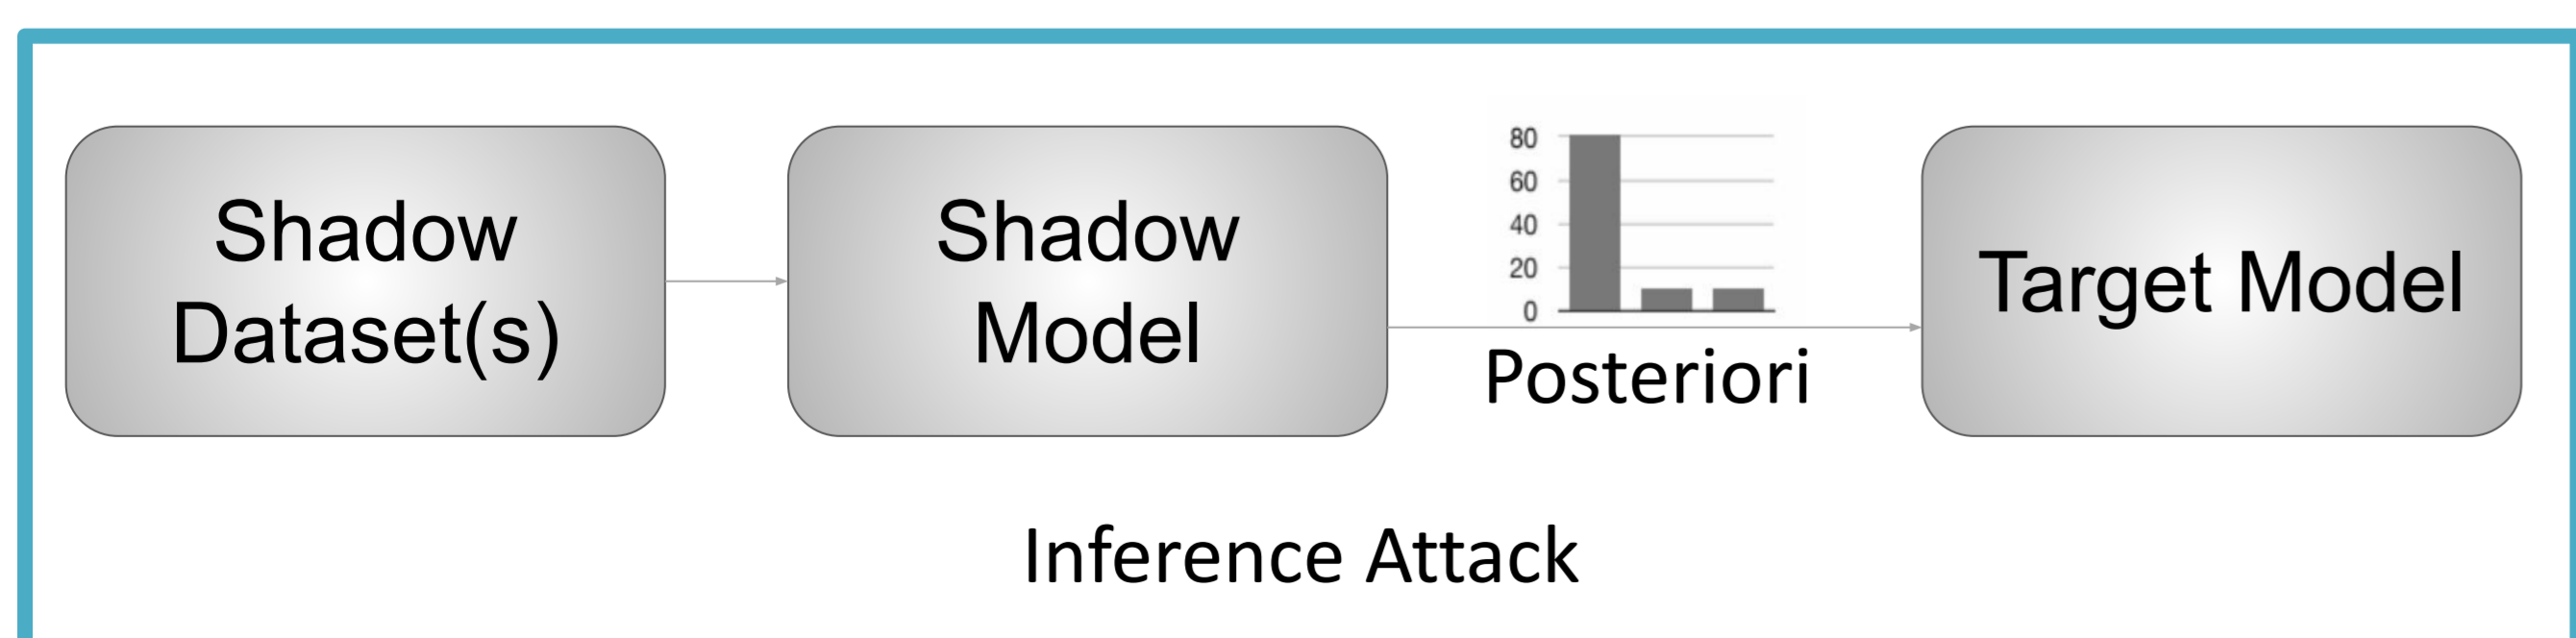 Shadow
Dataset(s)
Shadow
Model
80
60
40
20
0
Posteriori
Target Model
Inference Attack